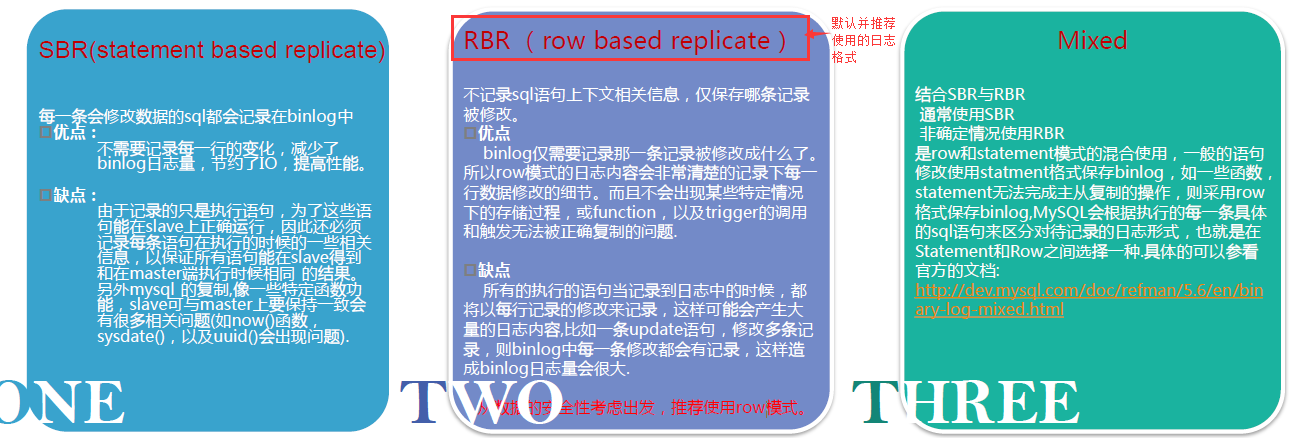 SBR(statement based replicate)
每一条会修改数据的sql都会记录在binlog中
优点：
不需要记录每一行的变化，减少了
binlog日志量，节约了IO，提高性能。
缺点：
由于记录的只是执行语句，为了这些语
句能在slave上正确运行，因此还必须
记录每条语句在执行的时候的一些相关
信息，以保证所有语句能在slave得到
和在master端执行时候相同 的结果。
另外mysql 的复制,像一些特定函数功
能，slave可与master上要保持一致会
有很多相关问题(如now()函数，
sysdate()，以及uuid()会出现问题).
ONE
RBR （ row based replicate ）
默认并推荐
使用的日志
格式
不记录sql语句上下文相关信息，仅保存哪条记录
被修改。
优点
binlog仅需要记录那一条记录被修改成什么了。
所以row模式的日志内容会非常清楚的记录下每一
行数据修改的细节。而且不会出现某些特定情况
下的存储过程，或function，以及trigger的调用
和触发无法被正确复制的问题.
缺点
所有的执行的语句当记录到日志中的时候，都
将以每行记录的修改来记录，这样可能会产生大
量的日志内容,比如一条update语句，修改多条记
录，则binlog中每一条修改都会有记录，这样造
成binlog日志量会很大.
从数据的安全性考虑出发，推荐使用row模式。
TWO
Mixed
结合SBR与RBR
通常使用SBR
非确定情况使用RBR
是row和statement模式的混合使用，一般的语句
修改使用statment格式保存binlog，如一些函数，
statement无法完成主从复制的操作，则采用row
格式保存binlog,MySQL会根据执行的每一条具体
的sql语句来区分对待记录的日志形式，也就是在
Statement和Row之间选择一种.具体的可以参看
官方的文档:
http://dev.mysql.com/doc/refman/5.6/en/bin
ary-log-mixed.html
THREE